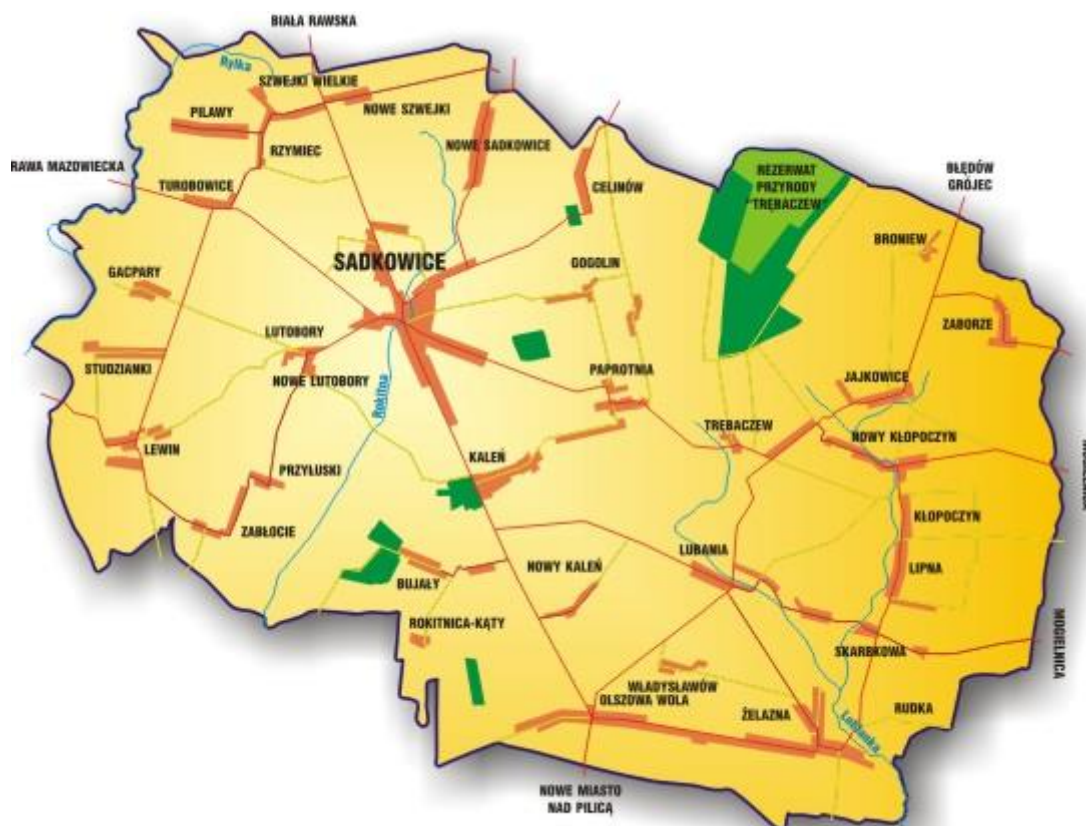 BIAŁA RAWSKA
Rylka
SZWEJKI WIELKIE
PILAWY
NOWE SZWEJKI
RZYMIEC
NOWE SADKOWICE
RAWA MAZOWIECKA
TUROBOWICE
CELINÓW
REZERWAT
PRZYRODY
"TRĘBACZEW"
BŁĘDÓW
GRÓJEC
BRONIEW
SADKOWICE
GACPARY
GOGOLIN
ZABORZE
LUTOBORY
STUDZIANKI
NOWE LUTOBORY
Rokitna
PAPROTNIA
JAJKOWICE
TRĘBACZEW
NOWY KŁOPOCZYN
LEWIN
KALEŃ
PRZYŁUSKI
KŁOPOCZYN
ZABŁOCIE
LUBANIA
NOWY KALEŃ
LIPNA
BUJAŁY
ROKITNICA-KĄTY
SKARBKOWA
MOGIELNICA
WŁADYSŁAWÓW
OLSZOWA WOLA
ŻELAZNA
RUDKA
Lubianka
NOWE MIASTO
NAD PILICĄ